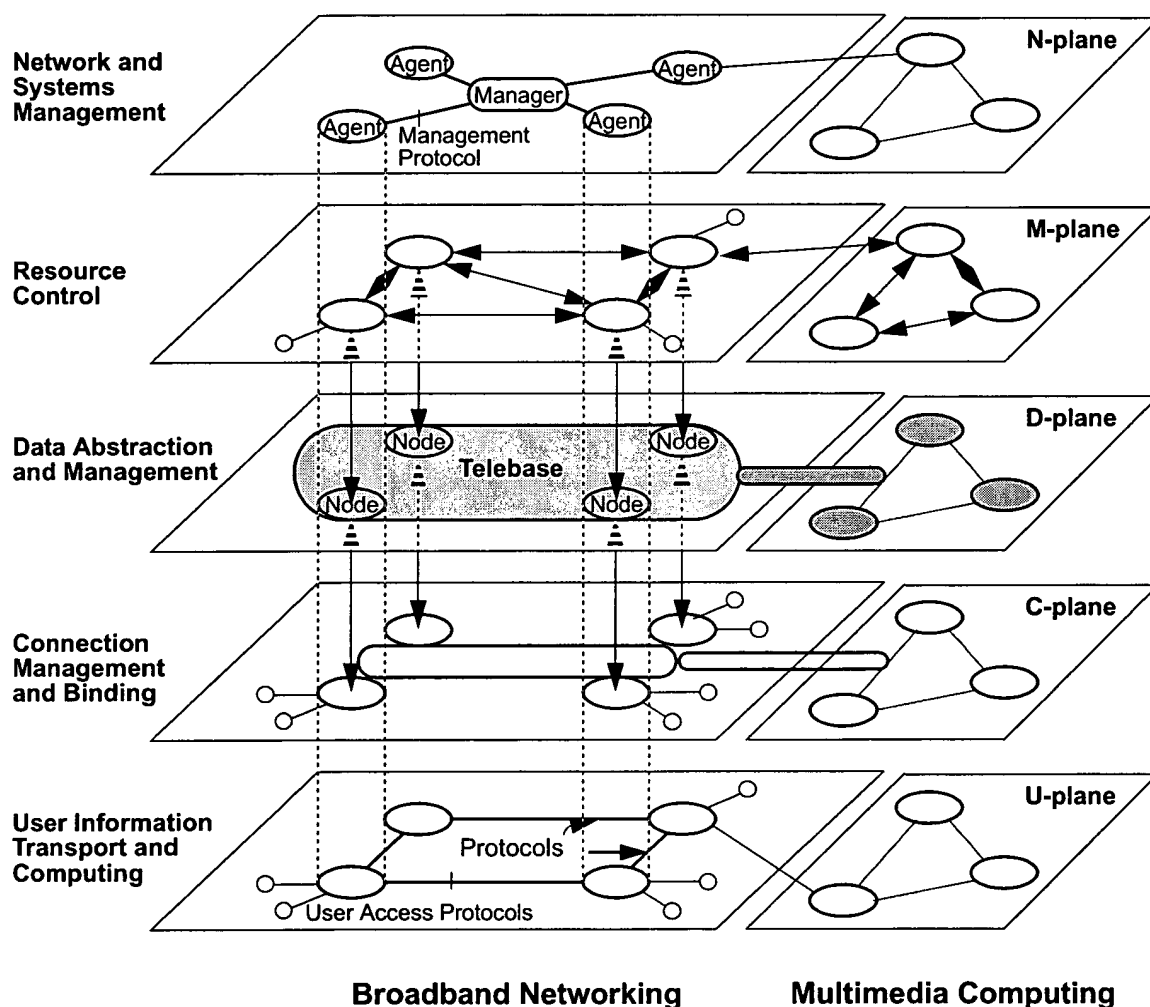 Network and
Systems
Management
Agent
Agent
Manager
Agent
Agent
Management
Protocol
N-plane
Resource
Control
M-plane
Data Abstraction
and Management
Node
Node
Telebase
Node
Node
D-plane
Connection
Management
and Binding
C-plane
User Information
Transport and
Computing
Protocols
User Access Protocols
U-plane
Broadband Networking
Multimedia Computing